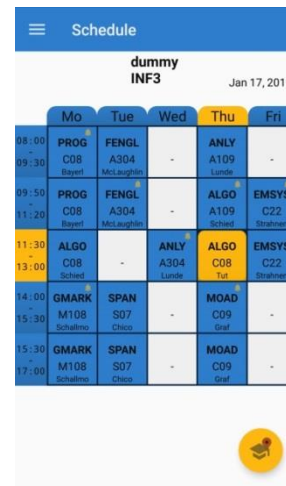 Schedule
dummy
INF3
Jan 17, 201
Mo Tue Wed Thu Fri
08:00 - 09:30
PROG C08 Bayerl
FENGL A304 McLaughlin
-
ANLY A109 Lunde
-
09:50 - 11:20
PROG C08 Bayerl
FENGL A304 McLaughlin
-
ALGO A109 Schied
EMSYS C22 Strahnen
11:30 - 13:00
ALGO C08 Schied
-
ANLY A304 Lunde
ALGO C08 Tut
EMSYS C22 Strahnen
14:00 - 15:30
GMARK M108 Schallmo
SPAN S07 Chico
-
MOAD C09 Graf
-
15:30 - 17:00
GMARK M108 Schallmo
SPAN S07 Chico
-
MOAD C09 Graf
-